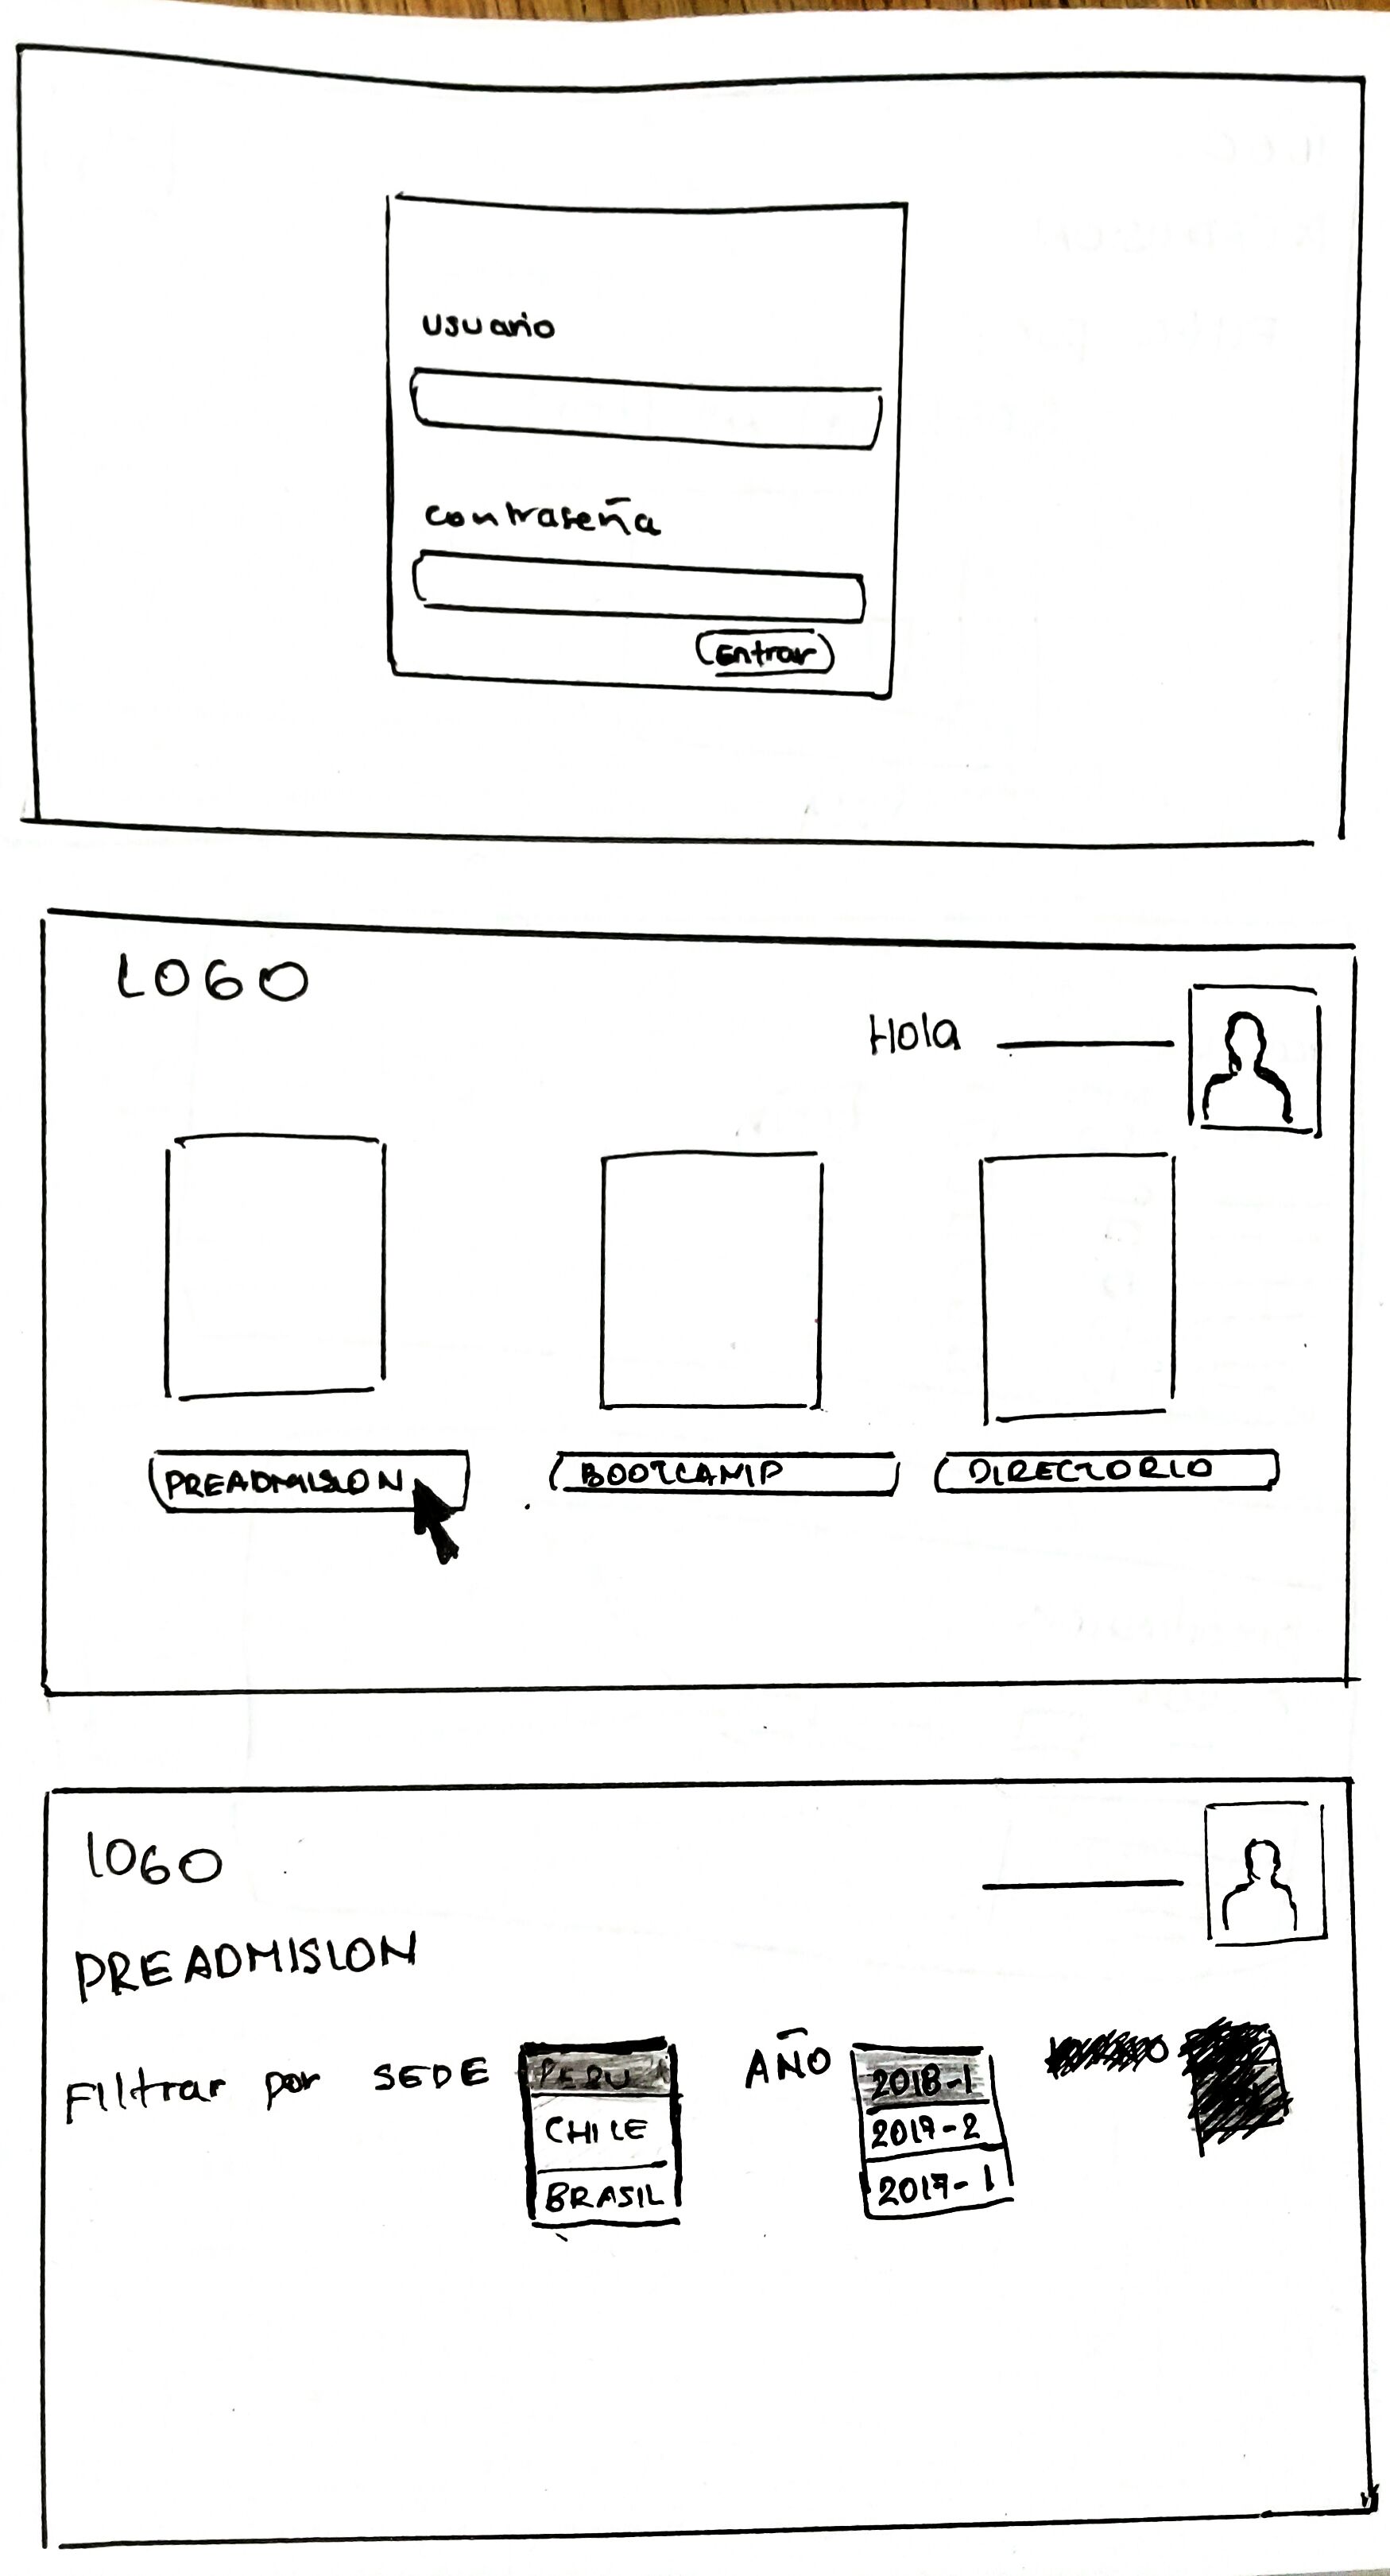 usuario
contraseña
Entrar
LOGO
Hola
PREADMISION
BOOTCAMP
DIRECTORIO
LOGO
PREADMISION
Filtrar por SEDE PERU AÑO 2018-1
CHILE 2017-2
BRASIL 2017-1